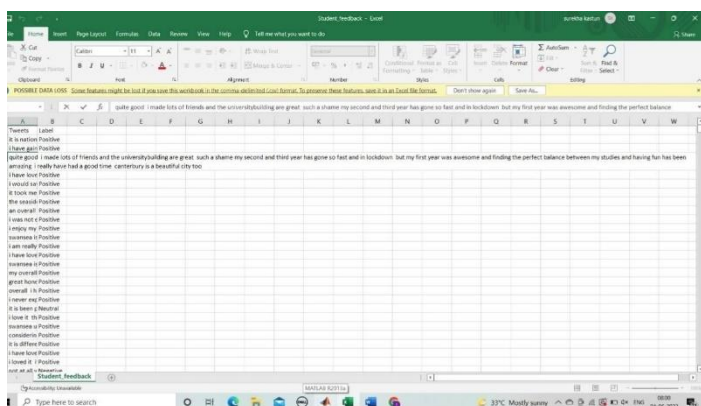 Student_feedback - Excel
surekha kasturi
File Home Insert Page Layout Formulas Data Review View Help Tell me what you want to do
Share
Cut
Copy
Format Painter
Clipboard
Calibri 11
B I U
Font
Wrap Text
Merge & Center
Alignment
General
Number
Conditional Formatting Format as Table Cell Styles
Styles
Insert Delete Format
Cells
AutoSum
Fill
Clear
Sort & Find & Select
Editing
POSSIBLE DATA LOSS Some features might be lost if you save this workbook in the comma-delimited (.csv) format. To preserve these features, save it in an Excel file format. Don't show again Save As...
quite good i made lots of friends and the universitybuilding are great such a shame my second and third year has gone so fast and in lockdown but my first year was awesome and finding the perfect balance
A B C D E F G H I J K L M N O P Q R S T U V W
Tweets Label
it is nation Positive
i have gain Positive
quite good i made lots of friends and the universitybuilding are great such a shame my second and third year has gone so fast and in lockdown but my first year was awesome and finding the perfect balance between my studies and having fun has been
amazing i really have had a good time canterbury is a beautiful city too
i have love Positive
i would say Positive
it took me Positive
the seasid Positive
an overall Positive
i was not Positive
i enjoy my Positive
swansea i Positive
i am really Positive
i have love Positive
swansea is Positive
my overall Positive
great hone Positive
overall i h Positive
i never exp Positive
it is been g Neutral
i love it th Positive
swansea u Positive
considerin Positive
it is differe Positive
i have love Positive
i loved it i Positive
not at all Negative
Student_feedback
Accessibility: Unavailable
MATLAB R2013a
Type here to search
33°C Mostly sunny
ENG
08:00